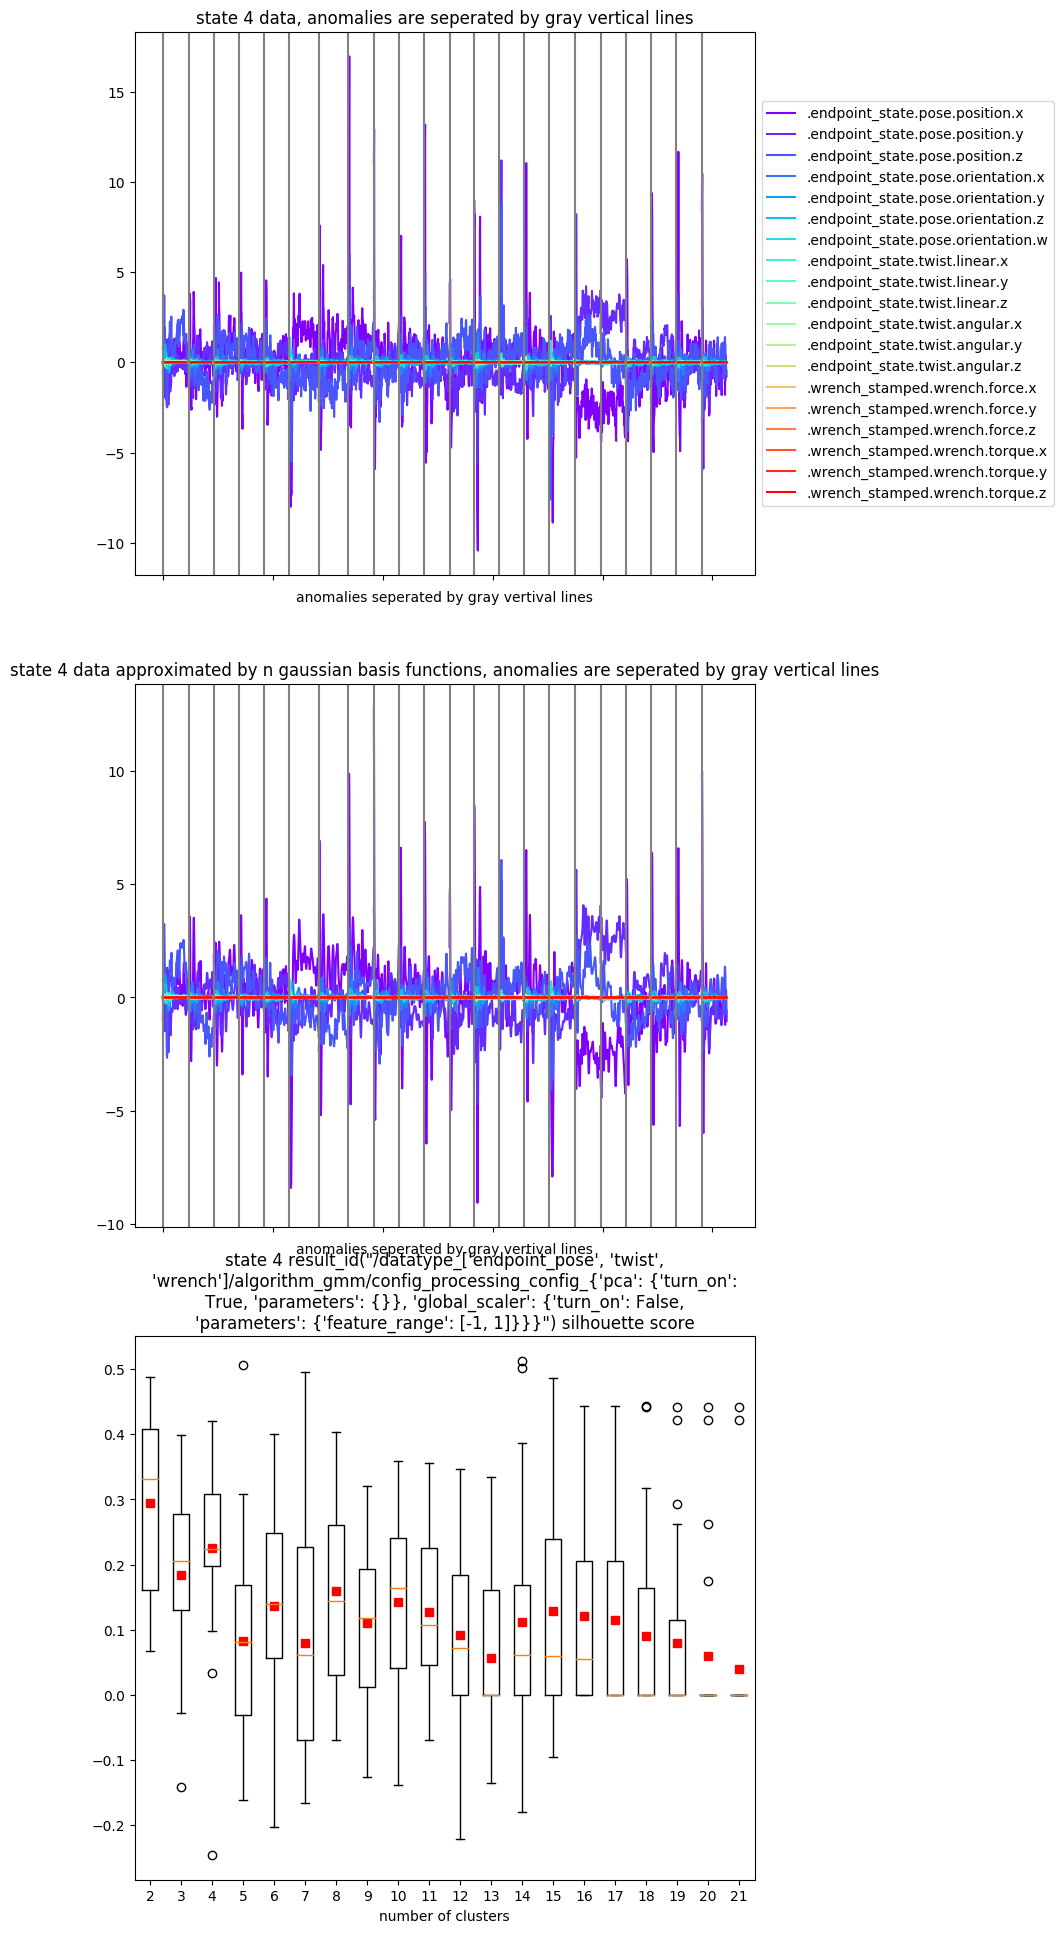 state 4 data, anomalies are seperated by gray vertical lines
15
10
5
0
−5
−10
.endpoint_state.pose.position.x
.endpoint_state.pose.position.y
.endpoint_state.pose.position.z
.endpoint_state.pose.orientation.x
.endpoint_state.pose.orientation.y
.endpoint_state.pose.orientation.z
.endpoint_state.pose.orientation.w
.endpoint_state.twist.linear.x
.endpoint_state.twist.linear.y
.endpoint_state.twist.linear.z
.endpoint_state.twist.angular.x
.endpoint_state.twist.angular.y
.endpoint_state.twist.angular.z
.wrench_stamped.wrench.force.x
.wrench_stamped.wrench.force.y
.wrench_stamped.wrench.force.z
.wrench_stamped.wrench.torque.x
.wrench_stamped.wrench.torque.y
.wrench_stamped.wrench.torque.z
anomalies seperated by gray vertival lines
state 4 data approximated by n gaussian basis functions, anomalies are seperated by gray vertical lines
10
5
0
−5
−10
anomalies seperated by gray vertival lines
state 4 result_id("/datatype_['endpoint_pose', 'twist',
'wrench']/algorithm_gmm/config_processing_config_{'pca': {'turn_on':
True, 'parameters': {}}, 'global_scaler': {'turn_on': False,
'parameters': {'feature_range': [-1, 1]}}}") silhouette score
0.5
0.4
0.3
0.2
0.1
0.0
−0.1
−0.2
2 3 4 5 6 7 8 9 10 11 12 13 14 15 16 17 18 19 20 21
number of clusters